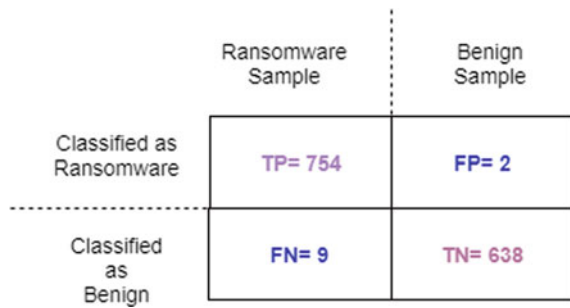 Ransomware
Sample
Benign
Sample
Classified as
Ransomware
TP= 754
FP= 2
Classified
as
Benign
FN= 9
TN= 638